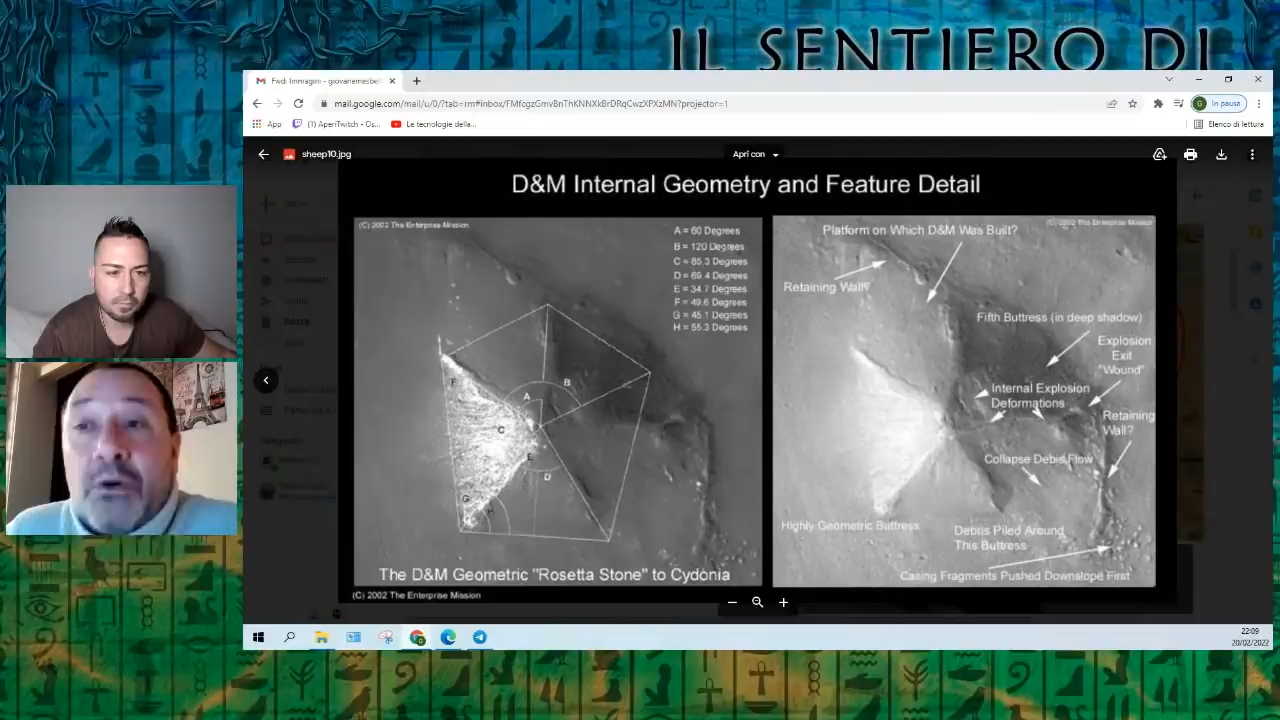 IL SENTIERO DI
Fwd: Immagini - giovanemesbet
mail.google.com/mail/u/0/?tab=rm#inbox/FMfcgzGmvBnThKNNXkBrDRqCwzXPXzMN?projector=1
In pausa
App
(1) ApenTwitch - Os...
Le tecnologie della...
Elenco di lettura
sheep10.jpg
Apri con
D&M Internal Geometry and Feature Detail
(C) 2002 The Enterprise Mission
A = 60 Degrees
B = 120 Degrees
C = 85.3 Degrees
D = 69.4 Degrees
E = 34.7 Degrees
F = 49.6 Degrees
G = 45.1 Degrees
H = 55.3 Degrees
F
A
B
C
E
D
G
H
The D&M Geometric "Rosetta Stone" to Cydonia
(C) 2002 The Enterprise Mission
Platform on Which D&M Was Built?
Retaining Wall?
Fifth Buttress (in deep shadow)
Explosion
Exit
"Wound"
Internal Explosion
Deformations
Retaining
Wall?
Collapse Debis Flow
Highly Geometric Buttress
Debris Piled Around
This Buttress
Casing Fragments Pushed Downslope First
(C) 2002 The Enterprise Mission
22:09
20/02/2022